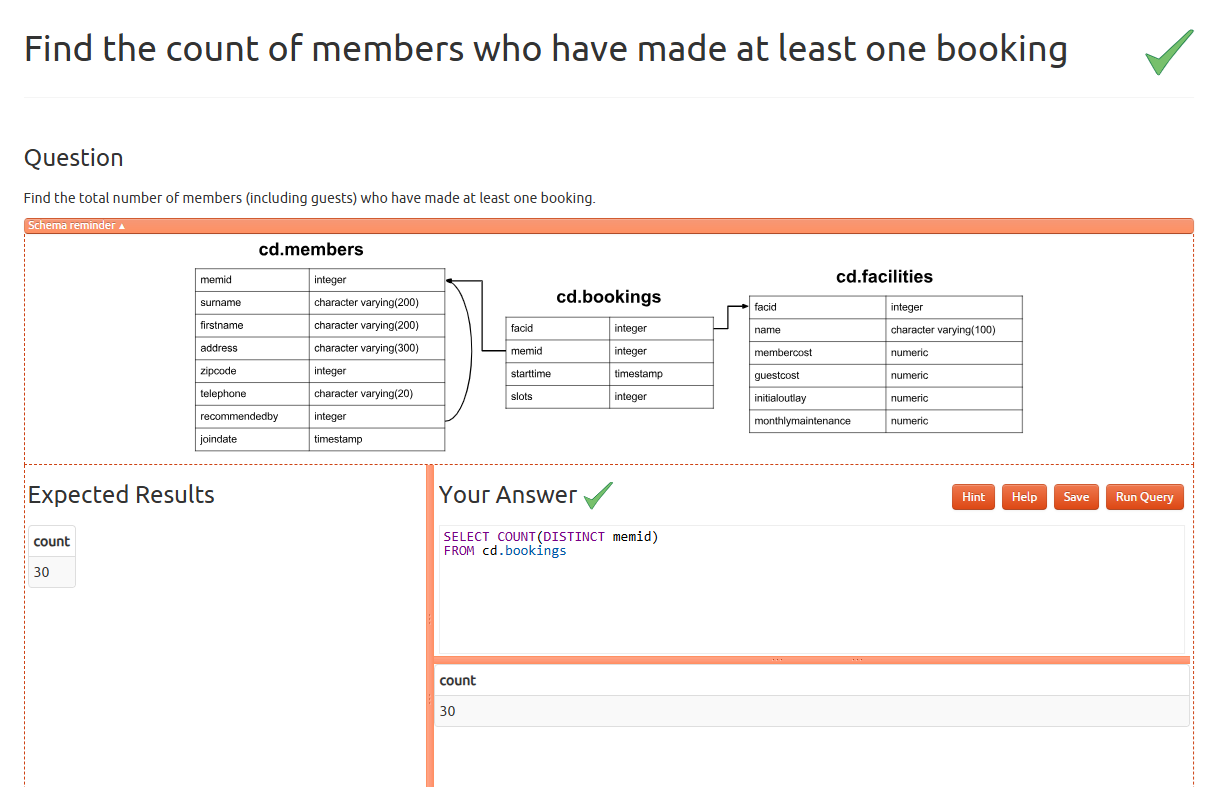 Find the count of members who have made at least one booking
Question
Find the total number of members (including guests) who have made at least one booking.
Schema reminder ▲
cd.members
memid integer
surname character varying(200)
firstname character varying(200)
address character varying(300)
zipcode integer
telephone character varying(20)
recommendedby integer
joindate timestamp
cd.bookings
facid integer
memid integer
starttime timestamp
slots integer
cd.facilities
facid integer
name character varying(100)
membercost numeric
guestcost numeric
initialoutlay numeric
monthlymaintenance numeric
Expected Results
count
30
Your Answer
Hint Help Save Run Query
SELECT COUNT(DISTINCT memid)
FROM cd.bookings
count
30